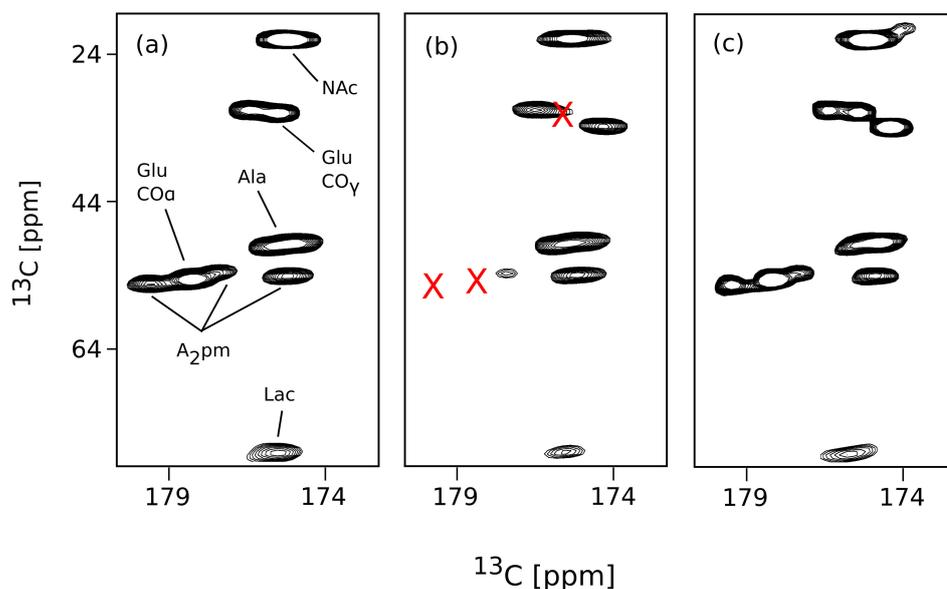 (a)
(b)
(c)
24
44
64
13C [ppm]
NAc
Glu
COγ
Glu
COα
Ala
A2pm
Lac
X
X
X
179
174
179
174
179
174
13C [ppm]